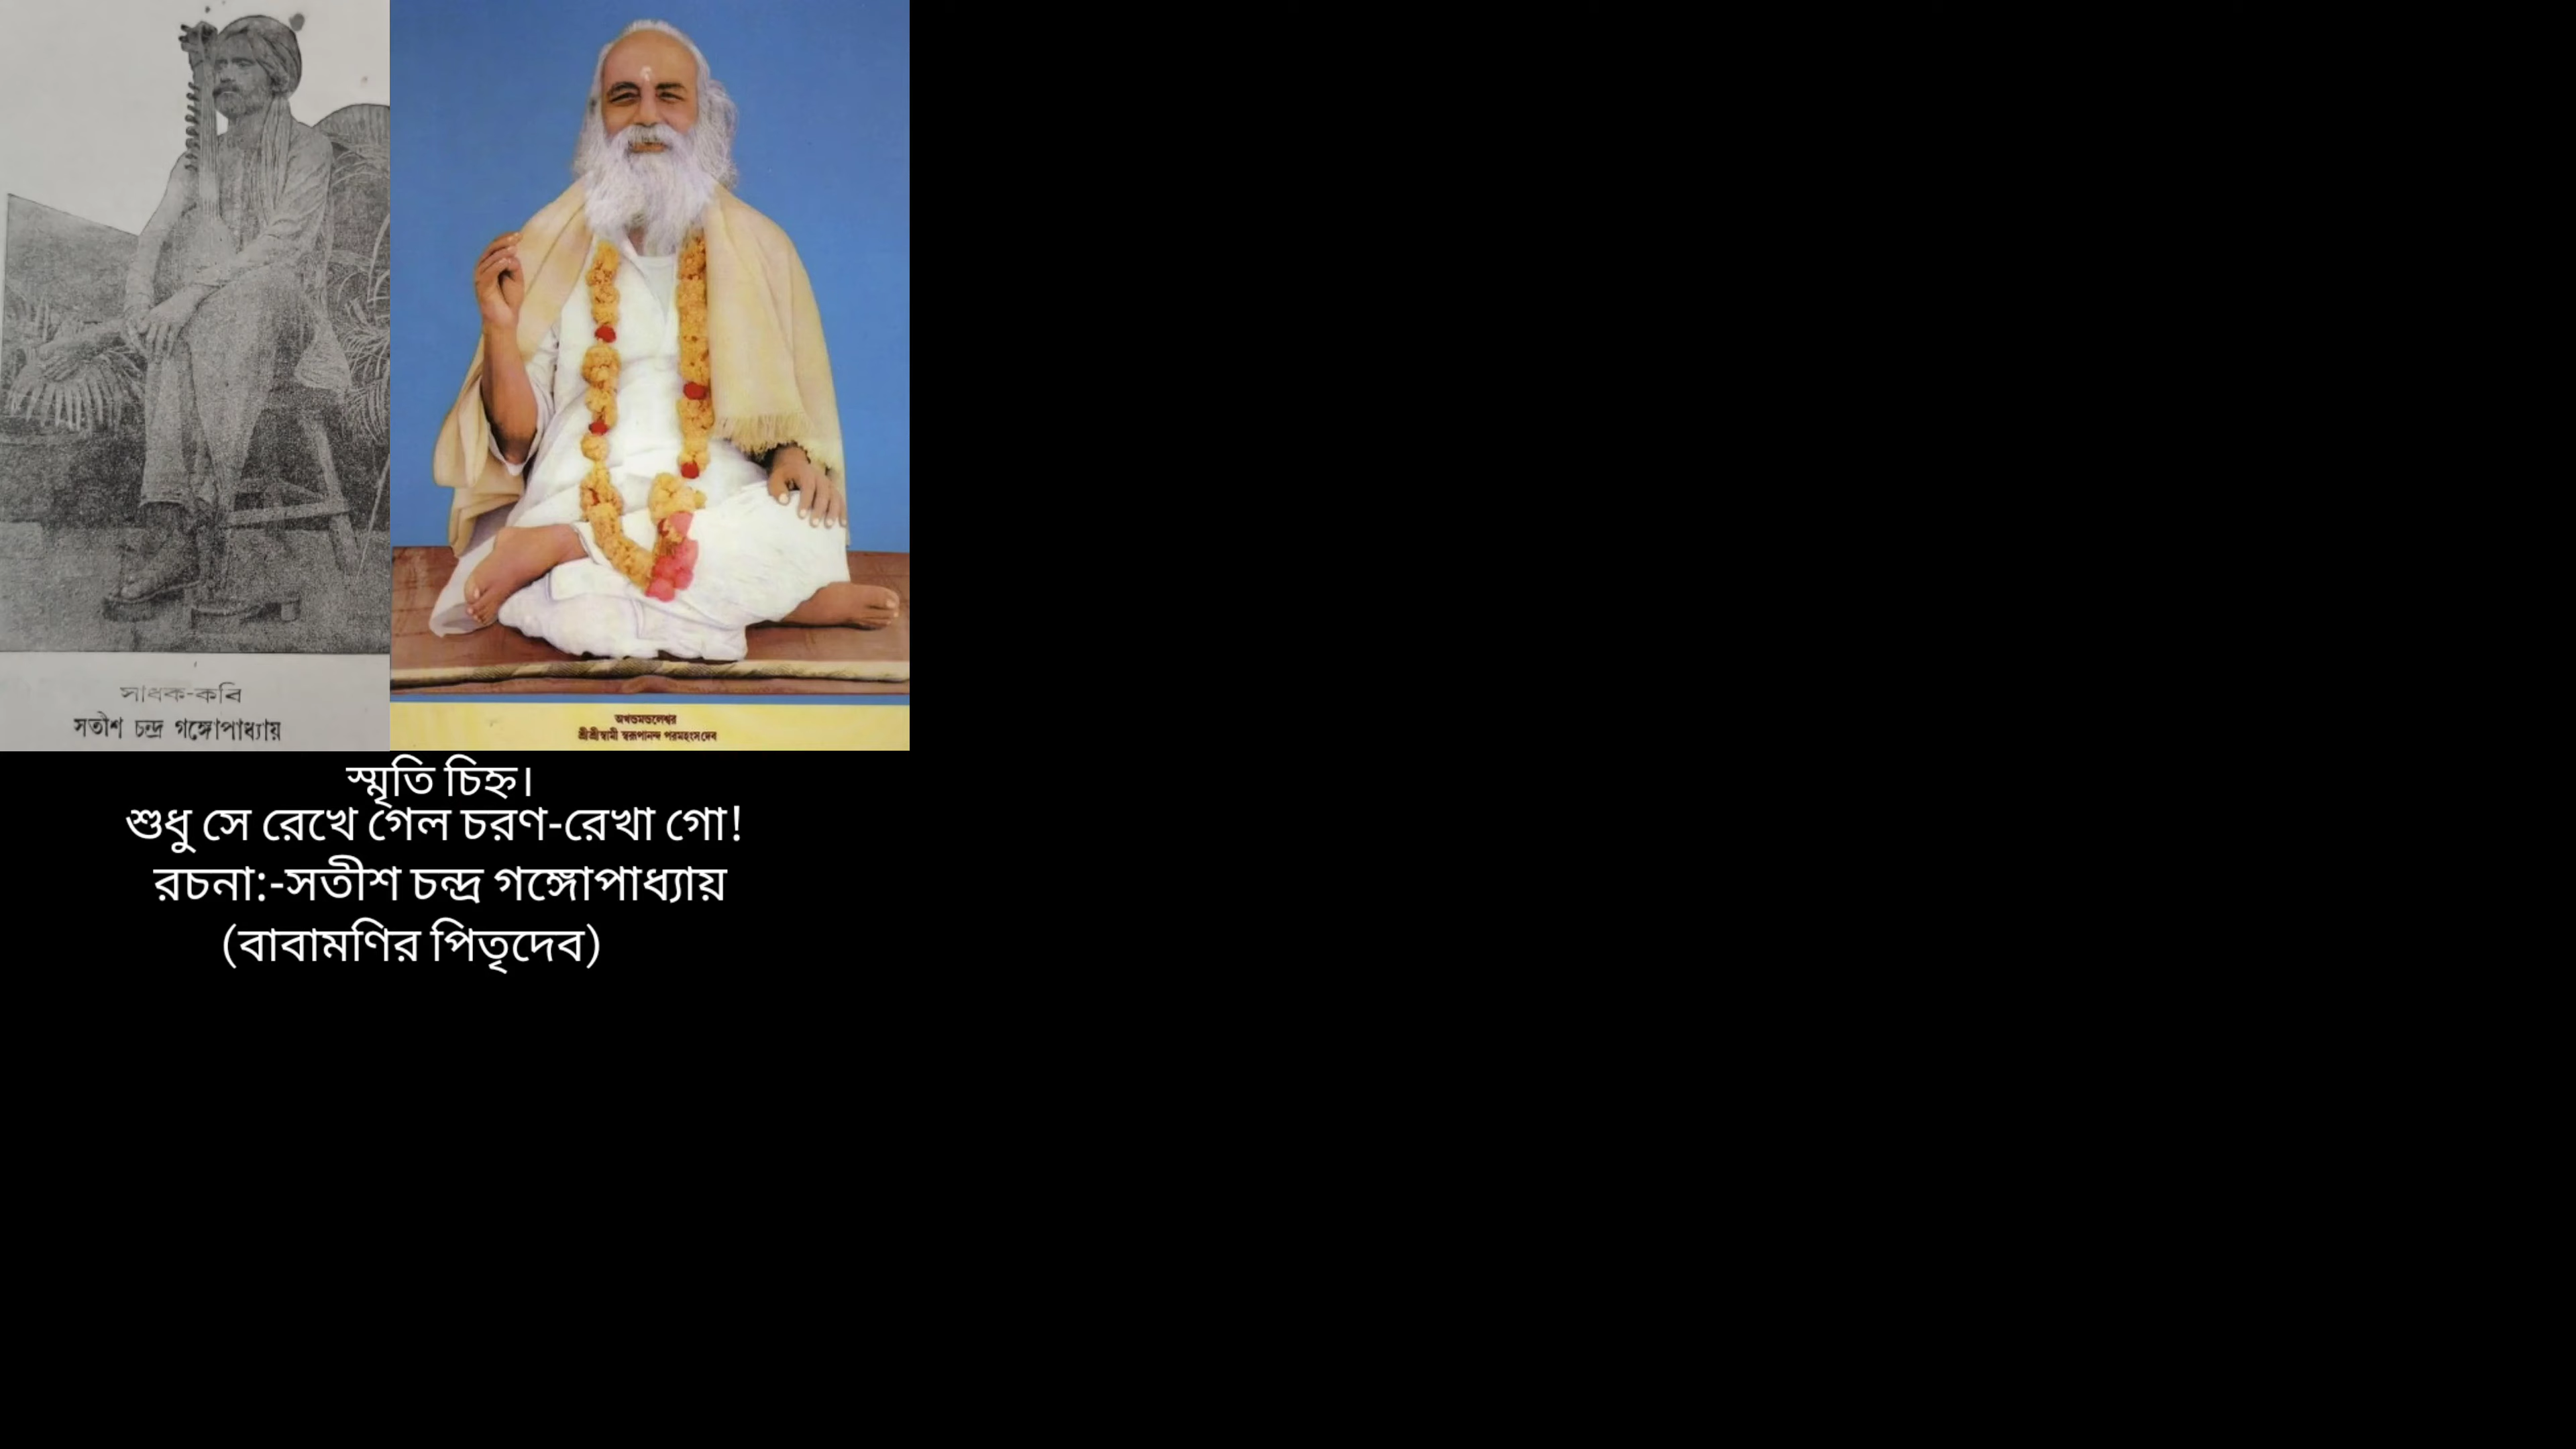 সাধক-কবি
সতীশ চন্দ্র গঙ্গোপাধ্যায়
অখণ্ডমণ্ডলেশ্বর
শ্রীশ্রীস্বামী স্বরূপানন্দ পরমহংসদেব
স্মৃতি চিহ্ন।
শুধু সে রেখে গেল চরণ-রেখা গো!
রচনা:-সতীশ চন্দ্র গঙ্গোপাধ্যায়
(বাবামণির পিতৃদেব)